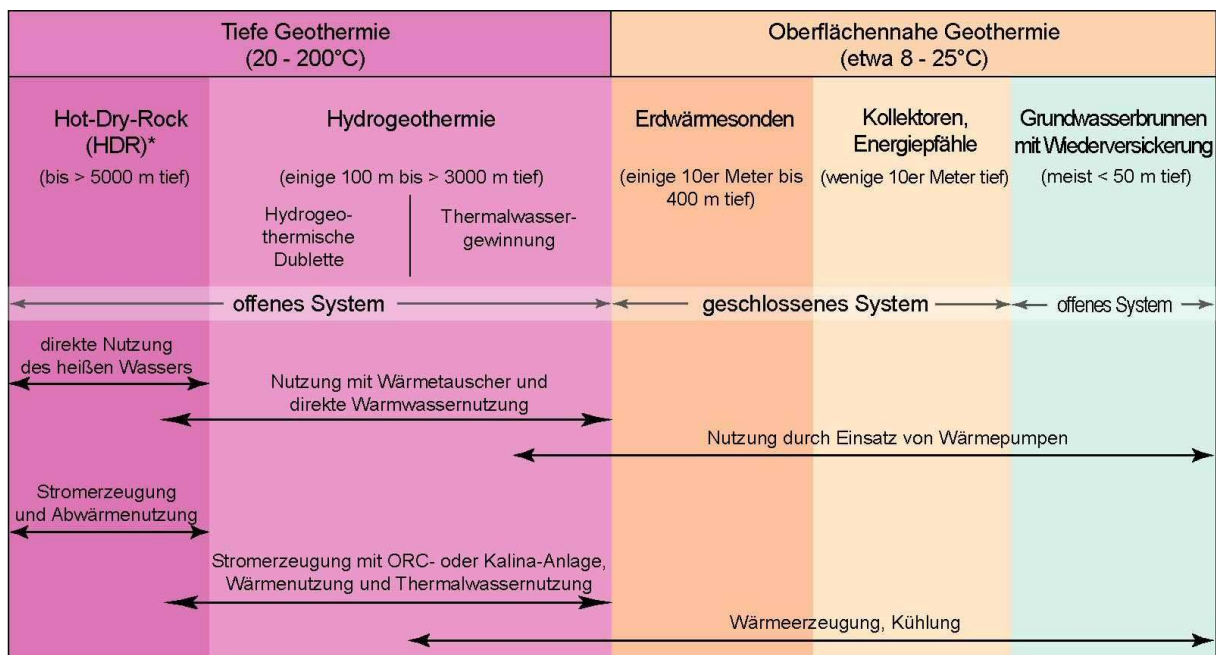 Tiefe Geothermie
(20 - 200°C)
Oberflächennahe Geothermie
(etwa 8 - 25°C)
Hot-Dry-Rock
(HDR)*
(bis > 5000 m tief)
Hydrogeothermie
(einige 100 m bis > 3000 m tief)
Hydrogeo-
thermische
Dublette
Thermalwasser-
gewinnung
Erdwärmesonden
(einige 10er Meter bis
400 m tief)
Kollektoren,
Energiepfähle
(wenige 10er Meter tief)
Grundwasserbrunnen
mit Wiederversickerung
(meist < 50 m tief)
offenes System
geschlossenes System
offenes System
direkte Nutzung
des heißen Wassers
Nutzung mit Wärmetauscher und
direkte Warmwassernutzung
Nutzung durch Einsatz von Wärmepumpen
Stromerzeugung
und Abwärmenutzung
Stromerzeugung mit ORC- oder Kalina-Anlage,
Wärmenutzung und Thermalwassernutzung
Wärmeerzeugung, Kühlung